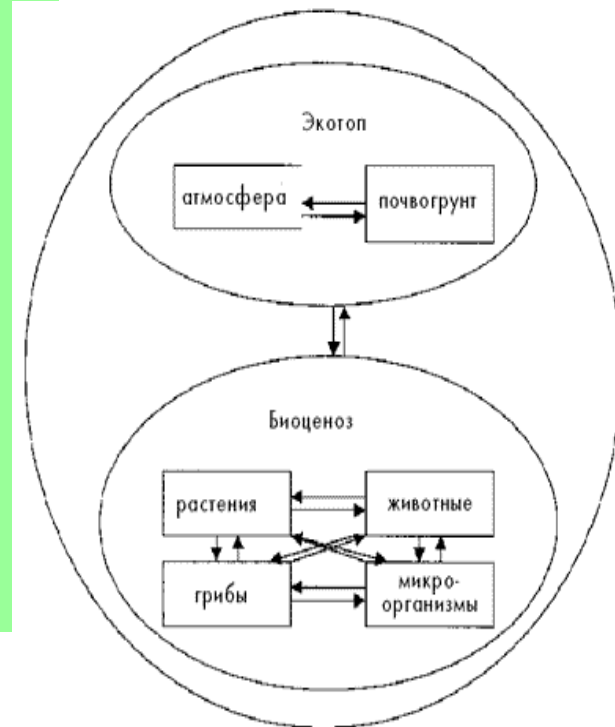 Экотоп
атмосфера
почвогрунт
Биоценоз
растения
животные
грибы
микро-
организмы